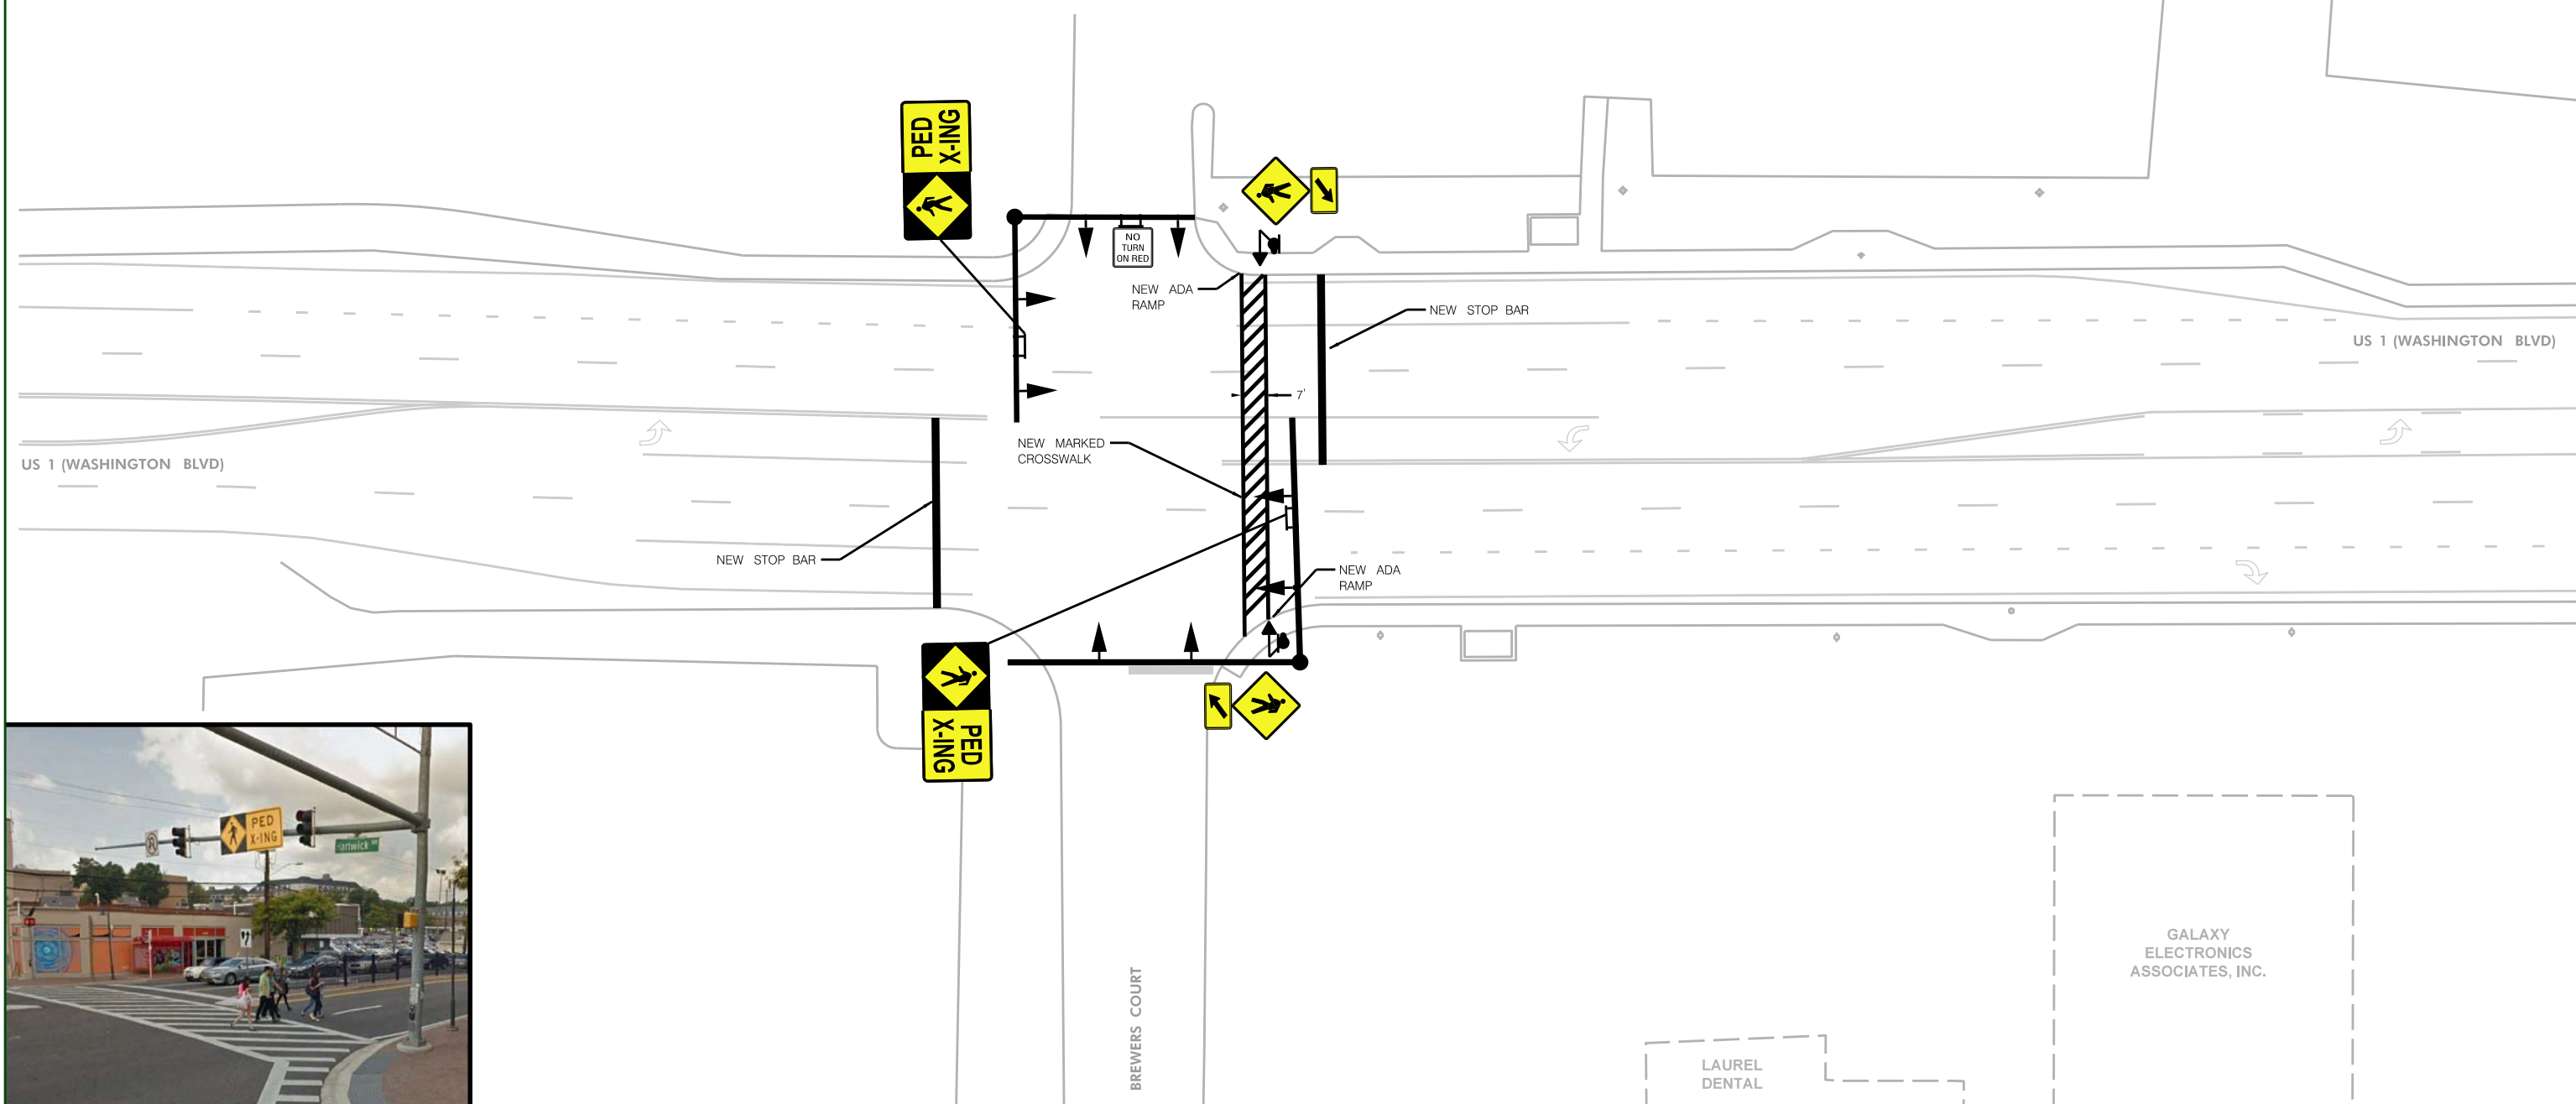 PED
X-ING
NO
TURN
ON RED
NEW ADA
RAMP
NEW STOP BAR
US 1 (WASHINGTON BLVD)
7'
NEW MARKED
CROSSWALK
US 1 (WASHINGTON BLVD)
NEW STOP BAR
NEW ADA
RAMP
PED
X-ING
PED
X-ING
Hartwick
BREWERS COURT
GALAXY
ELECTRONICS
ASSOCIATES, INC.
LAUREL
DENTAL